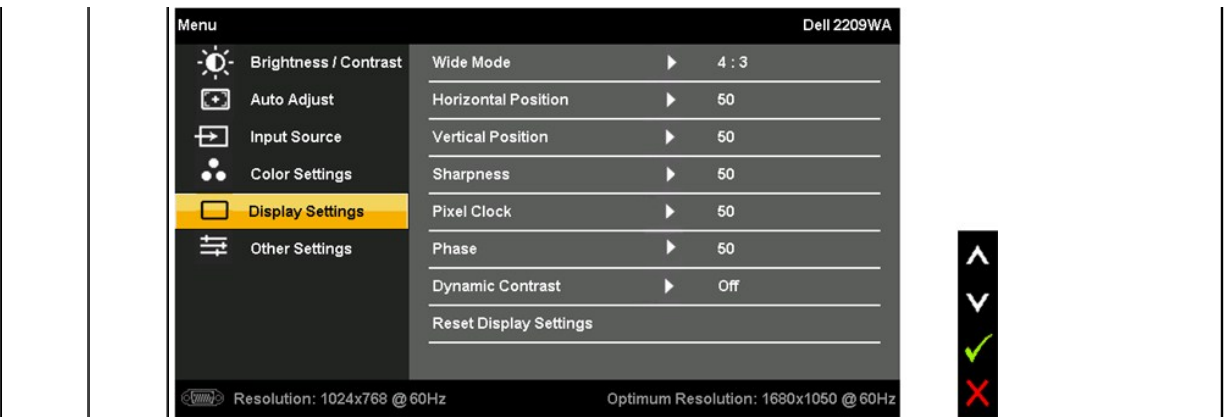 Menu Dell 2209WA
Brightness / Contrast Wide Mode 4 : 3
Auto Adjust Horizontal Position 50
Input Source Vertical Position 50
Color Settings Sharpness 50
Display Settings Pixel Clock 50
Other Settings Phase 50
Dynamic Contrast Off
Reset Display Settings
Resolution: 1024x768 @ 60Hz Optimum Resolution: 1680x1050 @ 60Hz